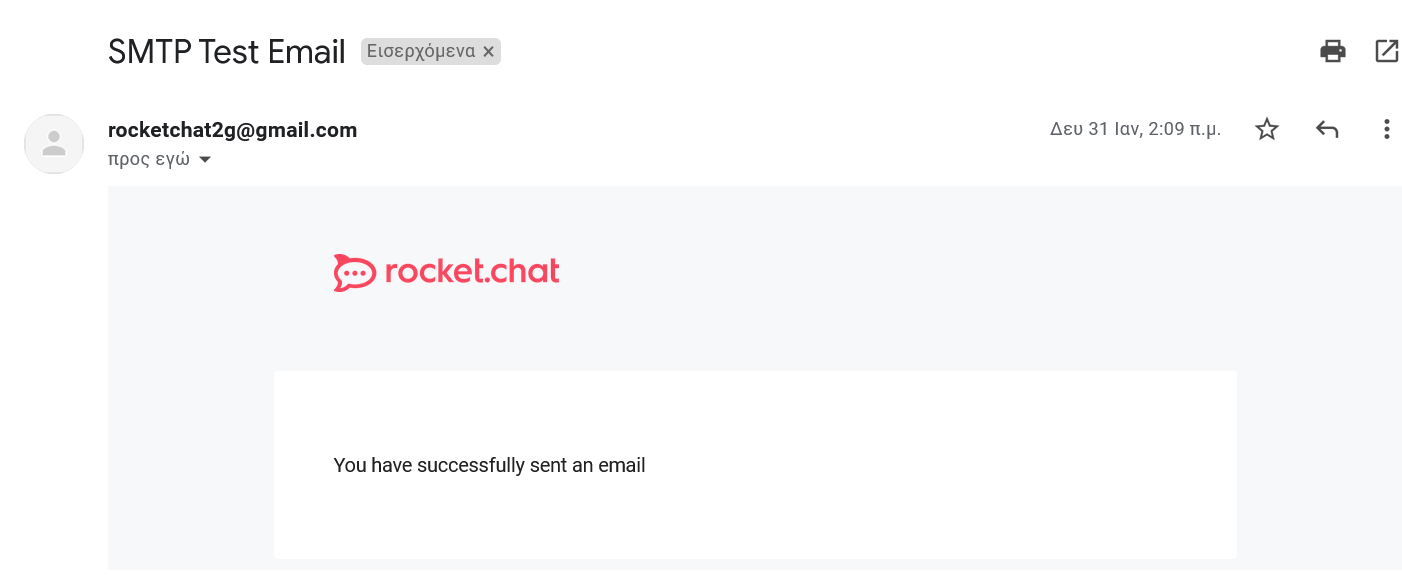 SMTP Test Email Εισερχόμενα ×
rocketchat2g@gmail.com Δευ 31 Ιαν, 2:09 π.μ.
προς εγώ
rocket.chat
You have successfully sent an email